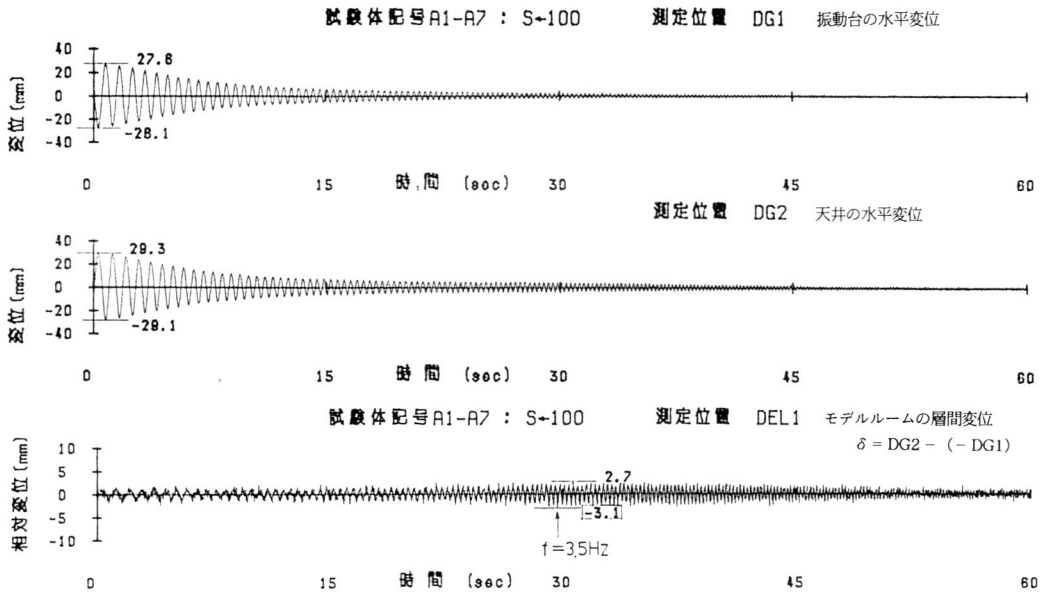 試験体記号A1-A7 : S←100 測定位置 DG1 振動台の水平変位
変位(mm)
40
20
0
-20
-40
27.6
-28.1
0 15 時間 (sec) 30 45 60
測定位置 DG2 天井の水平変位
変位(mm)
40
20
0
-20
-40
29.3
-29.1
0 15 時間 (sec) 30 45 60
試験体記号A1-A7 : S←100 測定位置 DEL1 モデルルームの層間変位
δ = DG2 - ( - DG1)
相対変位(mm)
10
5
0
-5
-10
2.7
-3.1
f=3.5Hz
0 15 時間 (sec) 30 45 60